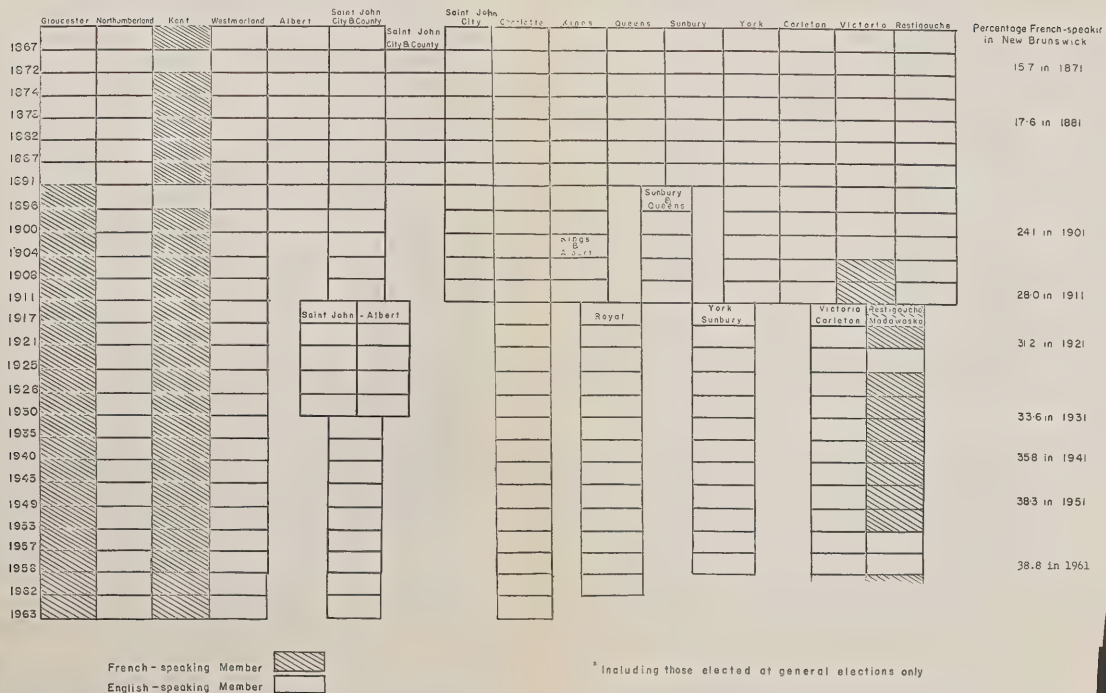 Gloucester Northumberland Kent Westmorland Albert Saint John City & County Saint John City Charlotte Kings Queens Sunbury York Carleton Victoria Restigouche
Saint John City & County
Percentage French-speakin
in New Brunswick
1867
1872
15.7 in 1871
1874
1878
17.6 in 1881
1882
1887
1891
Sunbury & Queens
1896
1900
24.1 in 1901
Kings & Albert
1904
1908
1911
28.0 in 1911
Saint John - Albert
Royal
York Sunbury
Victoria Carleton
Restigouche Madawaska
1917
1921
31.2 in 1921
1925
1926
1930
33.6 in 1931
1935
1940
35.8 in 1941
1945
1949
38.3 in 1951
1953
1957
1958
38.8 in 1961
1962
1963
French-speaking Member
English-speaking Member
* Including those elected at general elections only